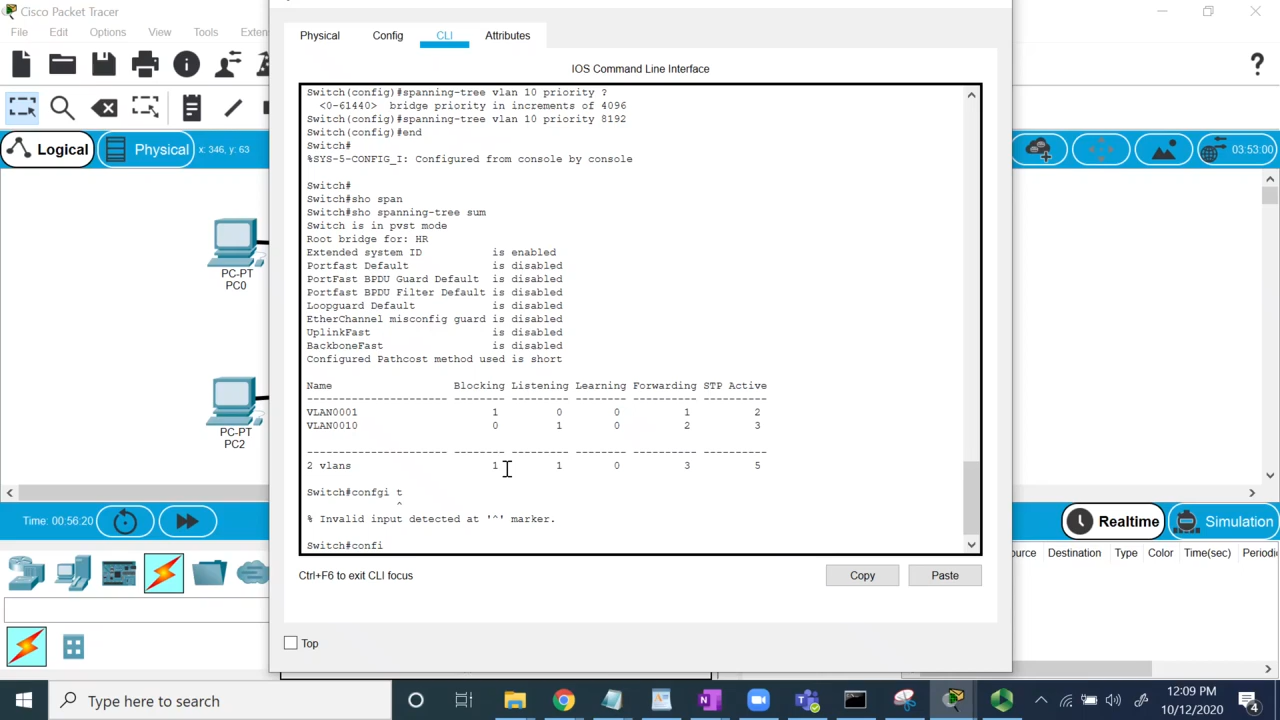 Cisco Packet Tracer
File Edit Options View Tools Exten
Physical Config CLI Attributes
IOS Command Line Interface
Logical Physical x: 346, y: 63
03:53:00
Switch(config)#spanning-tree vlan 10 priority ?
<0-61440> bridge priority in increments of 4096
Switch(config)#spanning-tree vlan 10 priority 8192
Switch(config)#end
Switch#
%SYS-5-CONFIG_I: Configured from console by console
Switch#
Switch#sho span
Switch#sho spanning-tree sum
Switch is in pvst mode
Root bridge for: HR
Extended system ID is enabled
Portfast Default is disabled
PortFast BPDU Guard Default is disabled
Portfast BPDU Filter Default is disabled
Loopguard Default is disabled
EtherChannel misconfig guard is disabled
UplinkFast is disabled
BackboneFast is disabled
Configured Pathcost method used is short
Name Blocking Listening Learning Forwarding STP Active
---------------------- -------- --------- -------- ---------- ----------
VLAN0001 1 0 0 1 2
VLAN0010 0 1 0 2 3
---------------------- -------- --------- -------- ---------- ----------
2 vlans 1 1 0 3 5
Switch#confgi t
^
% Invalid input detected at '^' marker.
Switch#confi
Ctrl+F6 to exit CLI focus
Copy Paste
Top
PC-PT
PC0
PC-PT
PC2
Time: 00:56:20
Realtime Simulation
ource Destination Type Color Time(sec) Periodi
Type here to search
12:09 PM
10/12/2020
4